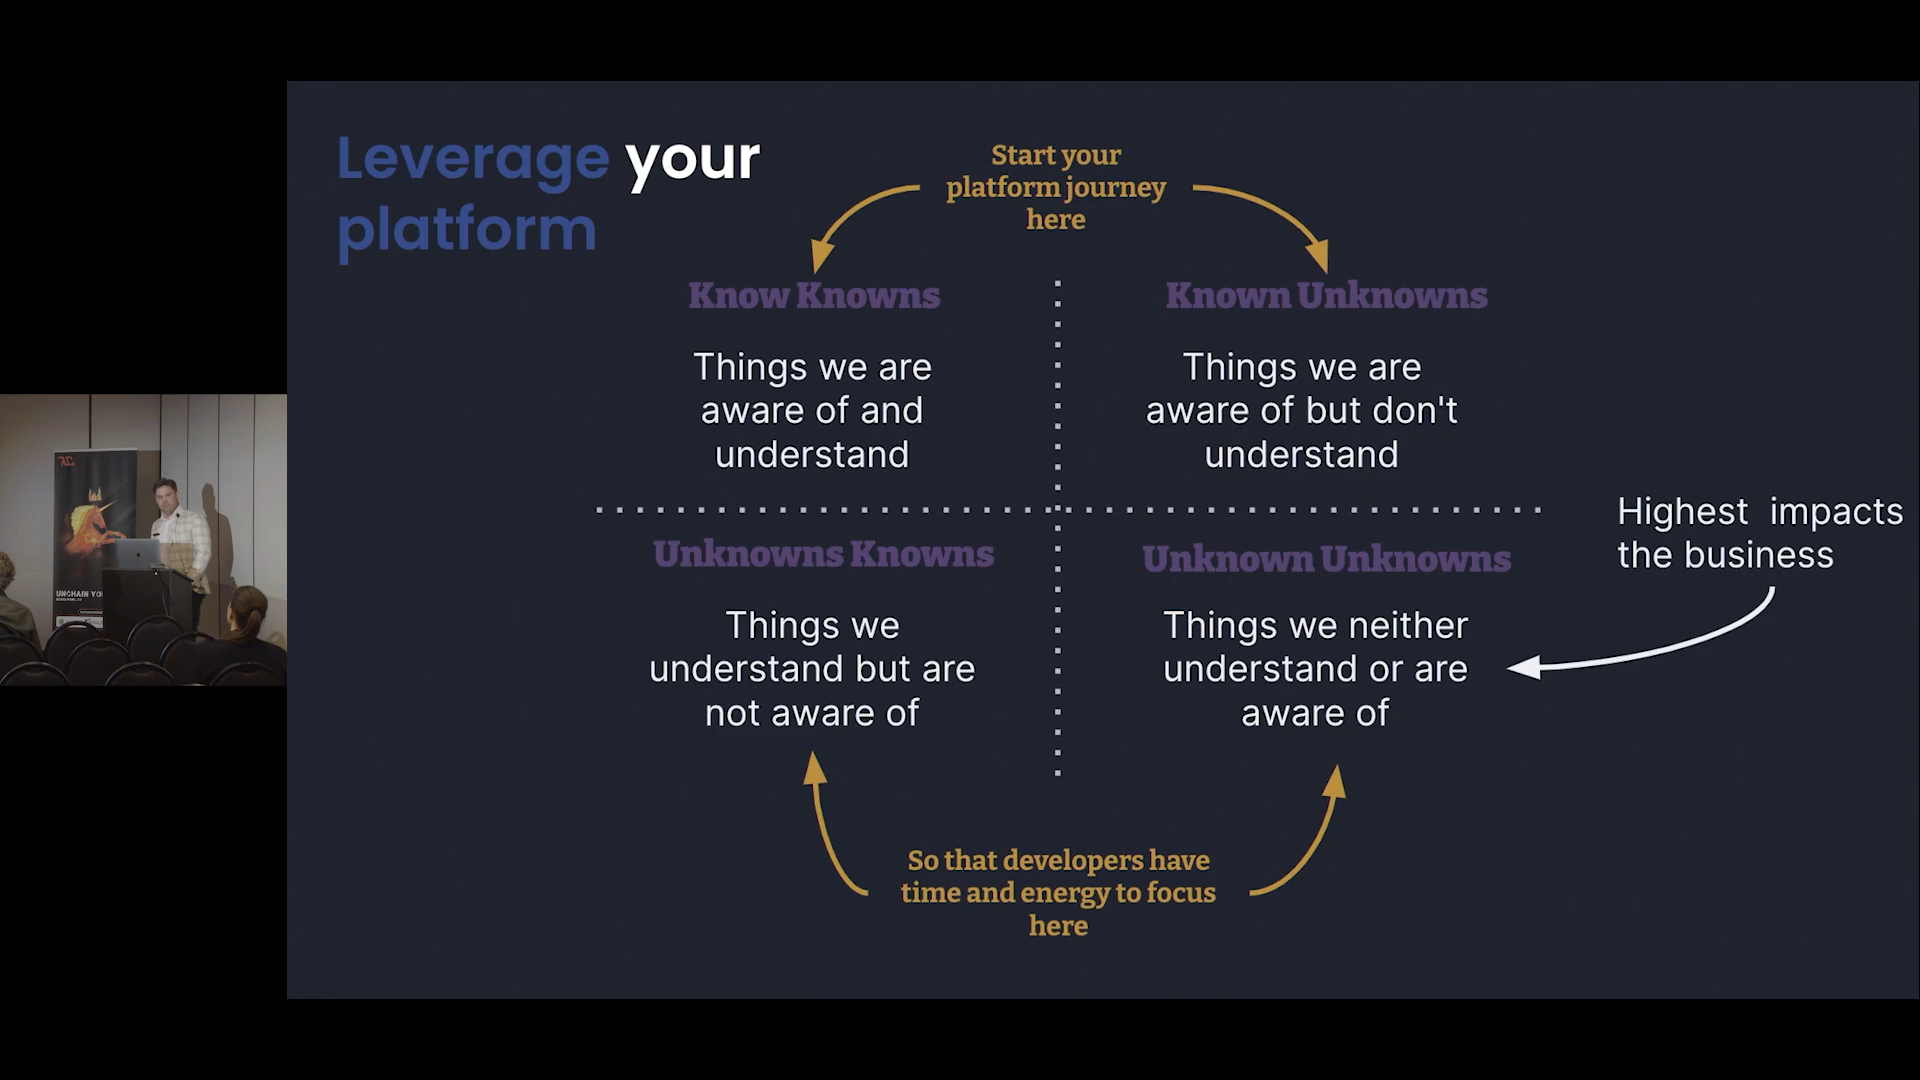 Leverage your
platform
Start your
platform journey
here
Know Knowns
Things we are
aware of and
understand
Known Unknowns
Things we are
aware of but don't
understand
Unknowns Knowns
Things we
understand but are
not aware of
Unknown Unknowns
Things we neither
understand or are
aware of
Highest impacts
the business
So that developers have
time and energy to focus
here
UNCHAIN YO